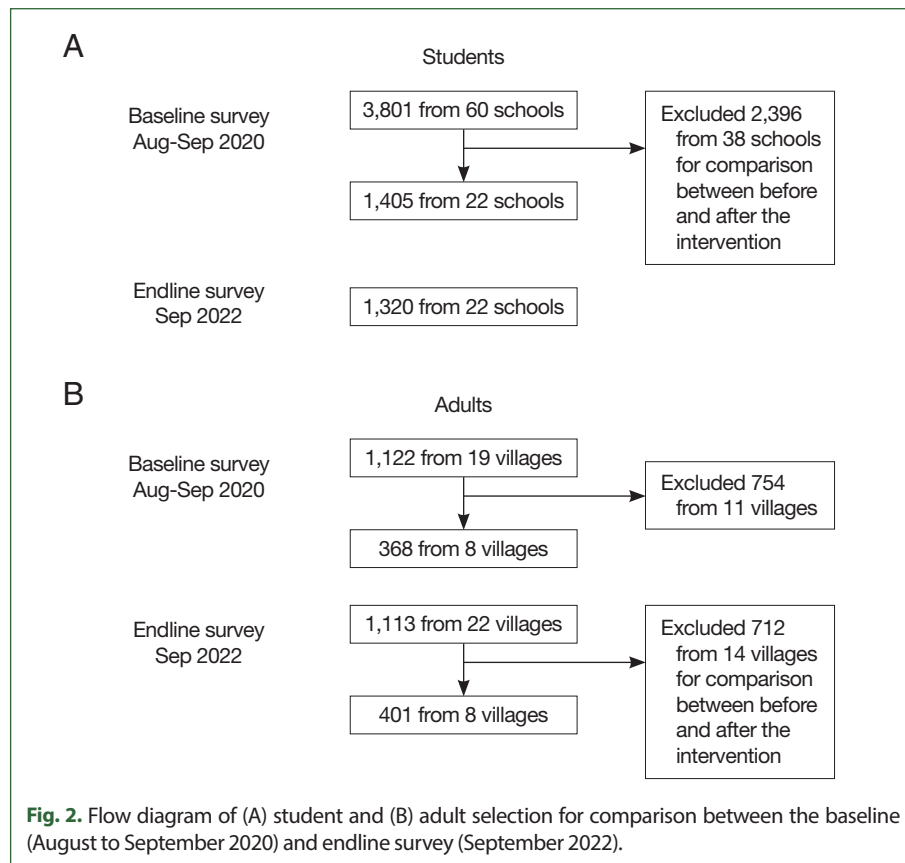 A
Students
Baseline survey
Aug-Sep 2020
3,801 from 60 schools
Excluded 2,396
from 38 schools
for comparison
between before
and after the
intervention
1,405 from 22 schools
Endline survey
Sep 2022
1,320 from 22 schools
B
Adults
Baseline survey
Aug-Sep 2020
1,122 from 19 villages
Excluded 754
from 11 villages
368 from 8 villages
Endline survey
Sep 2022
1,113 from 22 villages
Excluded 712
from 14 villages
for comparison
between before
and after the
intervention
401 from 8 villages
Fig. 2. Flow diagram of (A) student and (B) adult selection for comparison between the baseline
(August to September 2020) and endline survey (September 2022).